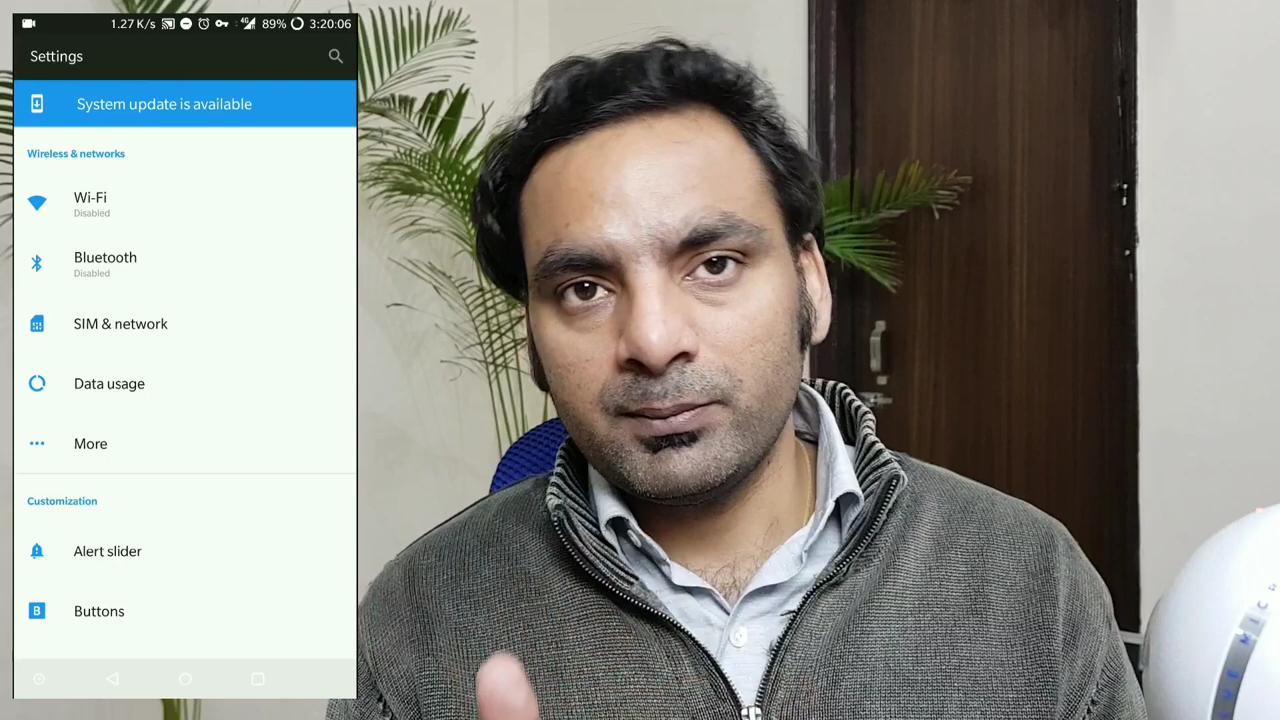 1.27 K/s 4G 89% 3:20:06
Settings
System update is available
Wireless & networks
Wi-Fi
Disabled
Bluetooth
Disabled
SIM & network
Data usage
More
Customization
Alert slider
B Buttons